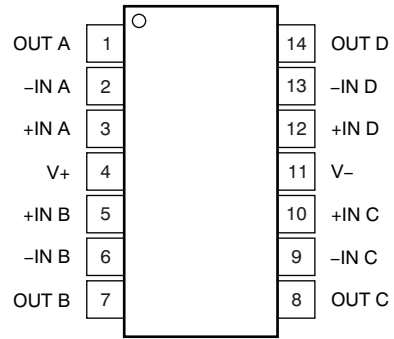 OUT A 1 14 OUT D
−IN A 2 13 −IN D
+IN A 3 12 +IN D
V+ 4 11 V−
+IN B 5 10 +IN C
−IN B 6 9 −IN C
OUT B 7 8 OUT C